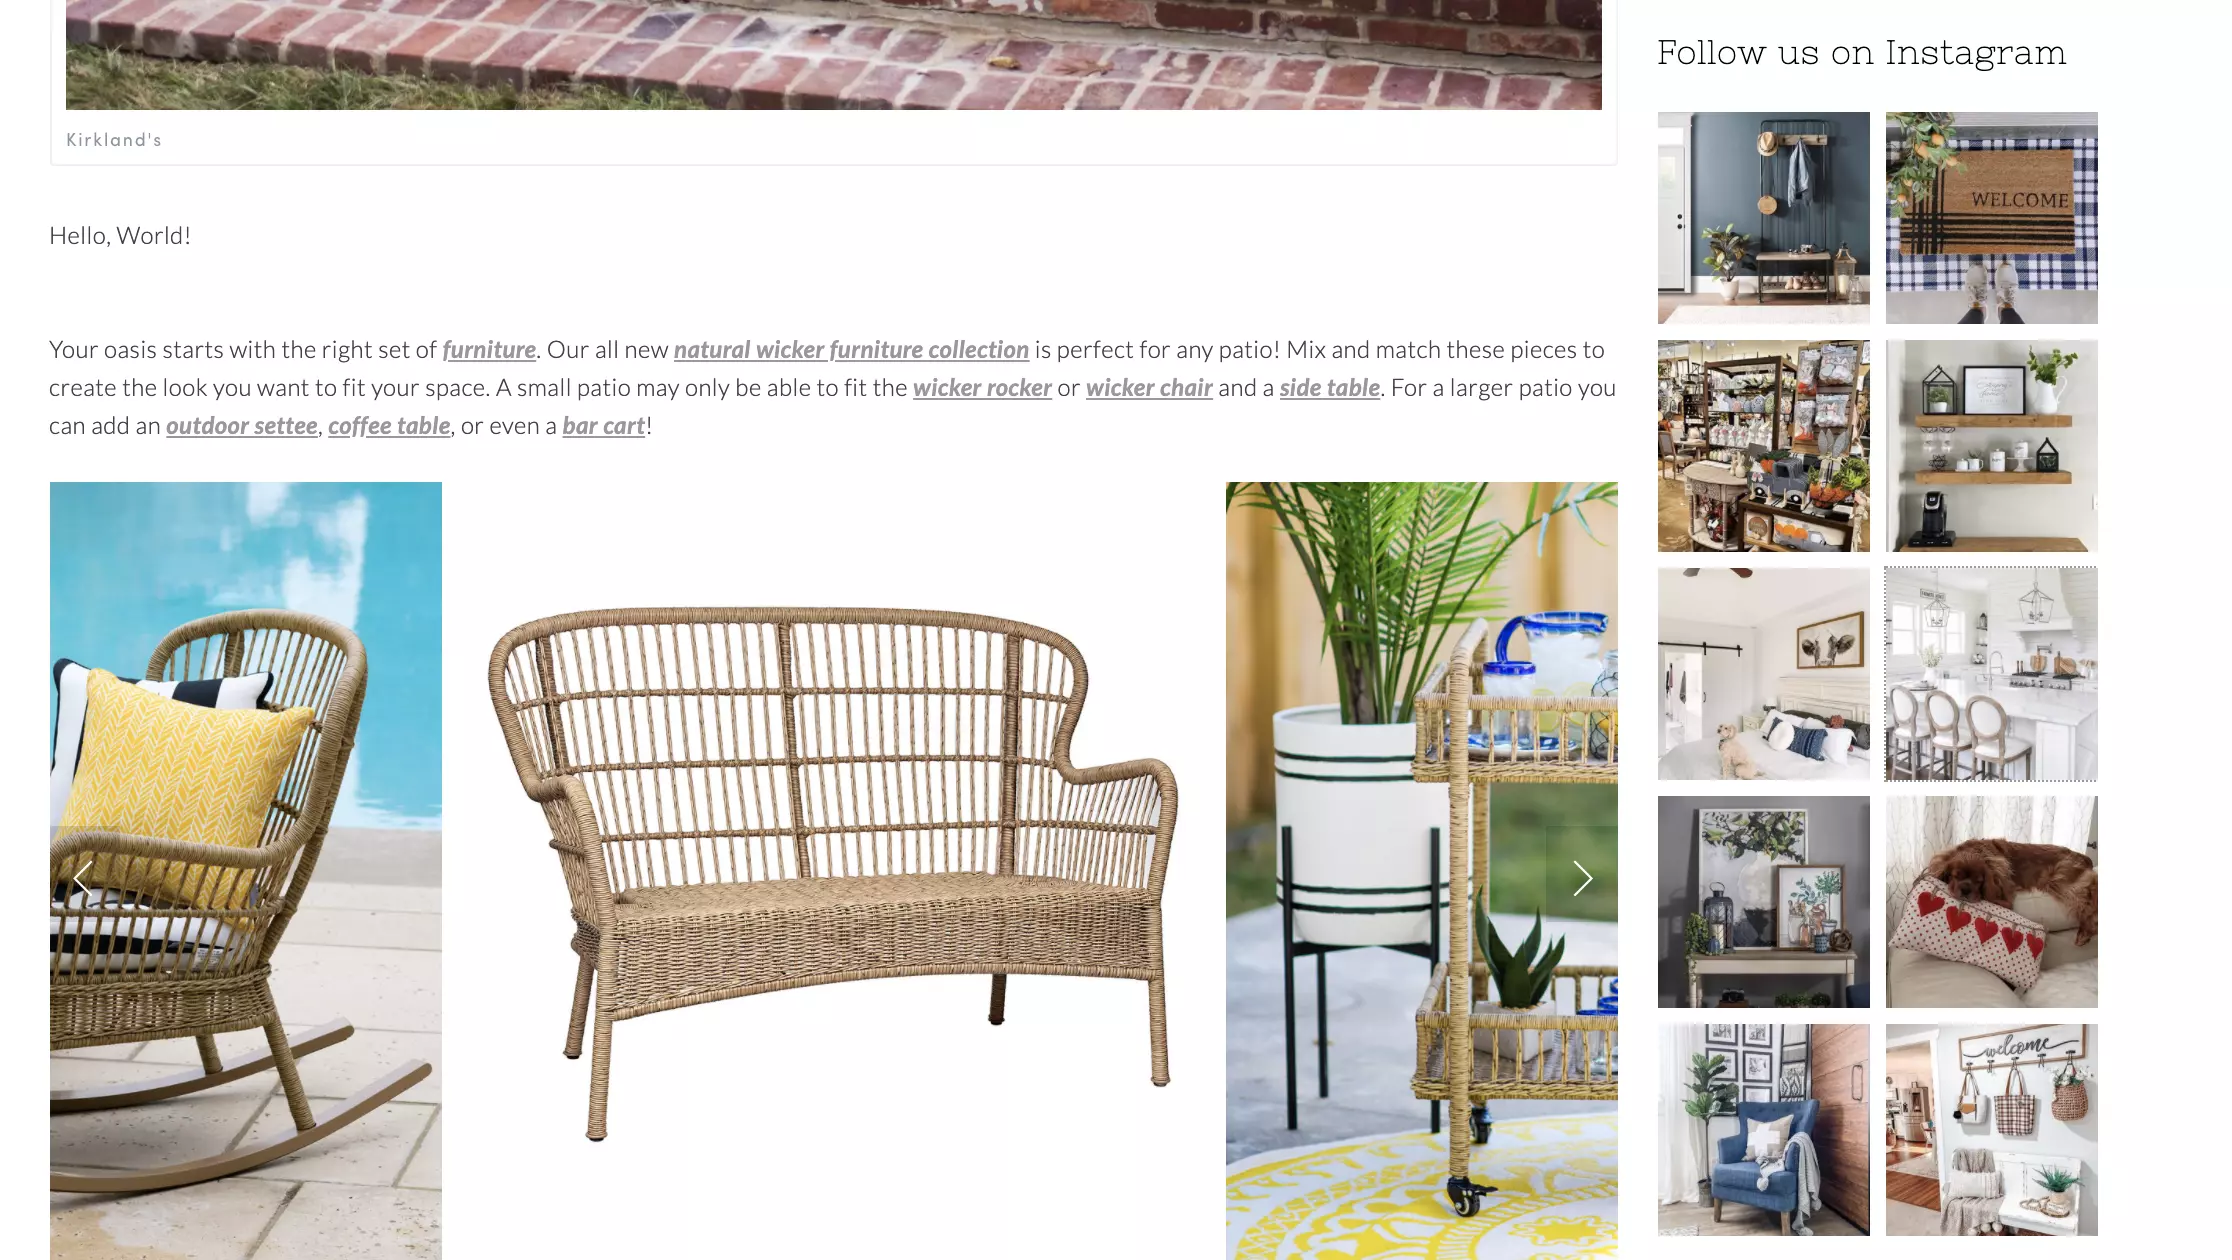 Kirkland's
Hello, World!
Your oasis starts with the right set of furniture. Our all new natural wicker furniture collection is perfect for any patio! Mix and match these pieces to
create the look you want to fit your space. A small patio may only be able to fit the wicker rocker or wicker chair and a side table. For a larger patio you
can add an outdoor settee, coffee table, or even a bar cart!
Follow us on Instagram
WELCOME
welcome